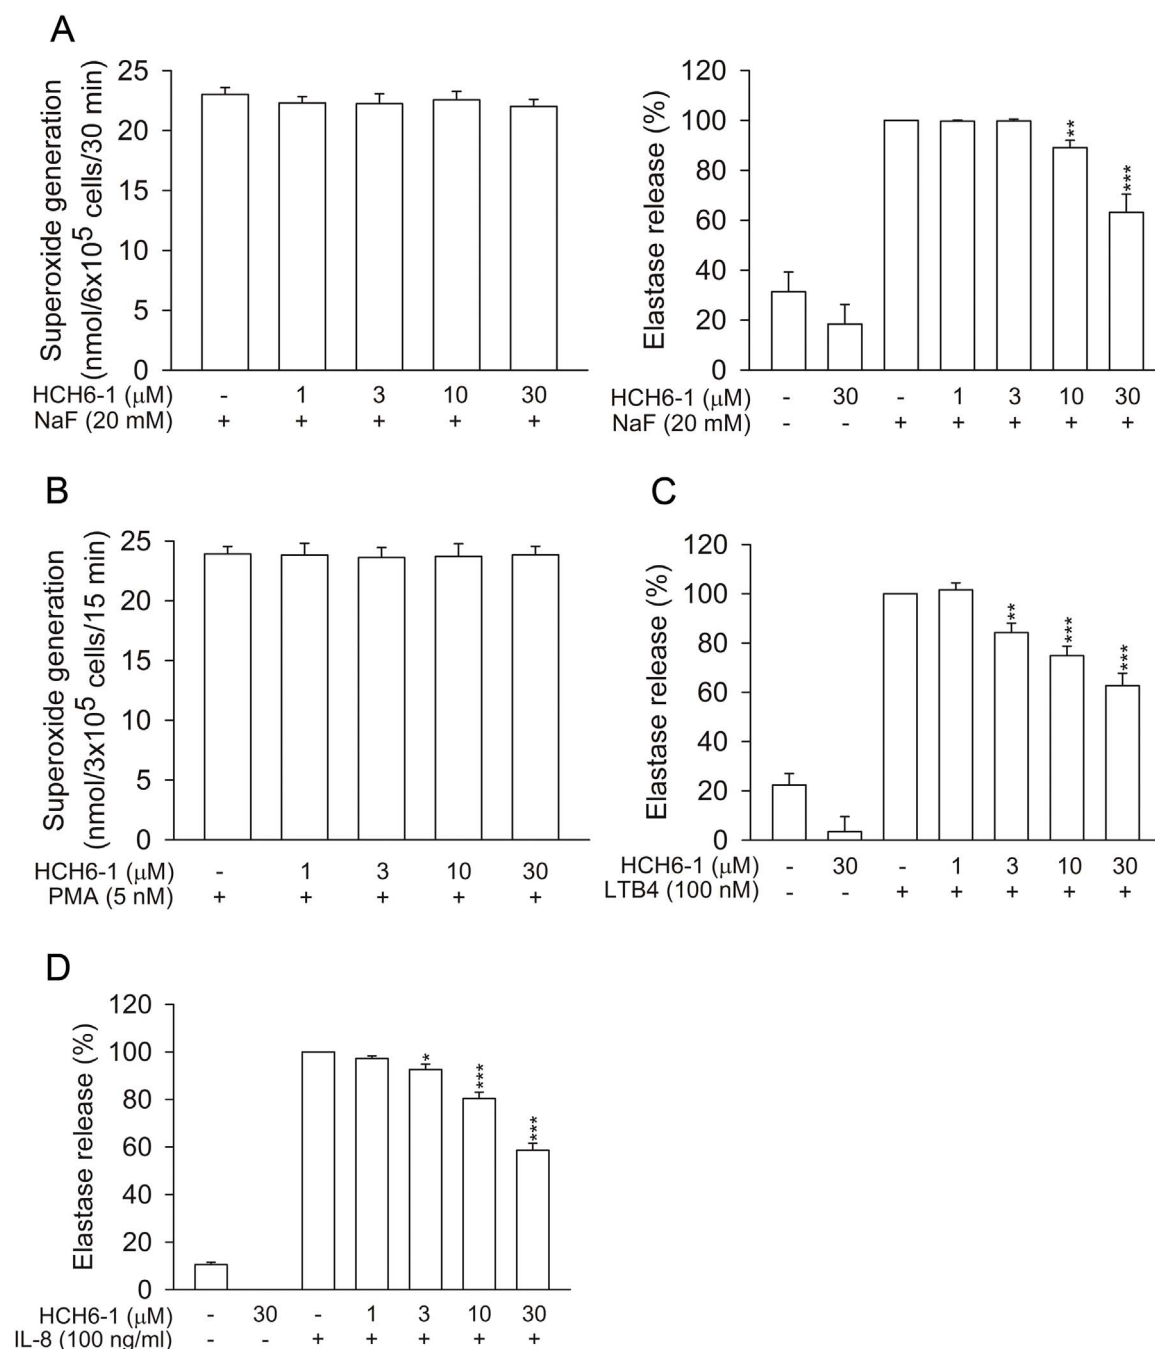 A
Superoxide generation
(nmol/6x10⁵ cells/30 min)
25
20
15
10
5
0
HCH6-1 (μM) - 1 3 10 30
NaF (20 mM) + + + + +
Elastase release (%)
120
100
80
60
40
20
0
**
***
HCH6-1 (μM) - 30 - 1 3 10 30
NaF (20 mM) - - + + + + +
B
Superoxide generation
(nmol/3x10⁵ cells/15 min)
25
20
15
10
5
0
HCH6-1 (μM) - 1 3 10 30
PMA (5 nM) + + + + +
C
Elastase release (%)
120
100
80
60
40
20
0
**
***
***
HCH6-1 (μM) - 30 - 1 3 10 30
LTB4 (100 nM) - - + + + + +
D
Elastase release (%)
120
100
80
60
40
20
0
*
***
***
HCH6-1 (μM) - 30 - 1 3 10 30
IL-8 (100 ng/ml) - - + + + + +